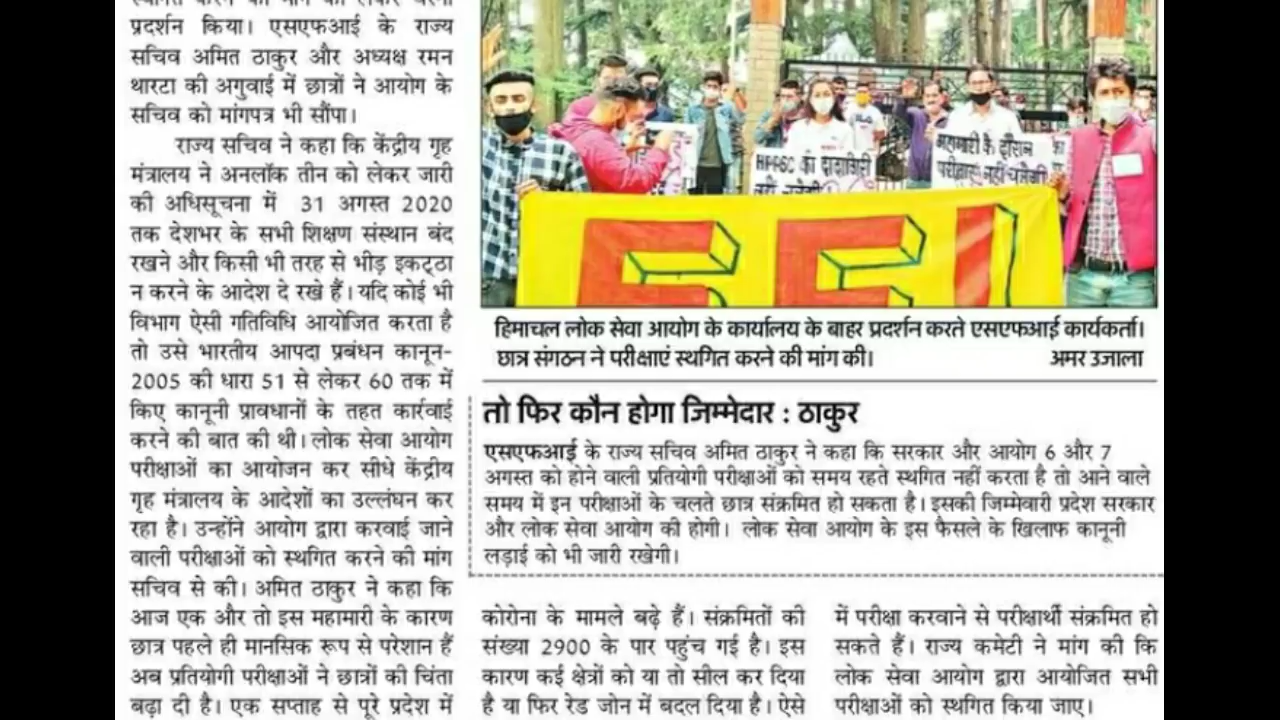 प्रदर्शन किया। एसएफआई के राज्य
सचिव अमित ठाकुर और अध्यक्ष रमन
थारटा की अगुवाई में छात्रों ने आयोग के
सचिव को मांगपत्र भी सौंपा।
राज्य सचिव ने कहा कि केंद्रीय गृह
मंत्रालय ने अनलॉक तीन को लेकर जारी
की अधिसूचना में 31 अगस्त 2020
तक देशभर के सभी शिक्षण संस्थान बंद
रखने और किसी भी तरह से भीड़ इकट्ठा
न करने के आदेश दे रखे हैं। यदि कोई भी
विभाग ऐसी गतिविधि आयोजित करता है
तो उसे भारतीय आपदा प्रबंधन कानून-
2005 की धारा 51 से लेकर 60 तक में
किए कानूनी प्रावधानों के तहत कार्रवाई
करने की बात की थी। लोक सेवा आयोग
परीक्षाओं का आयोजन कर सीधे केंद्रीय
गृह मंत्रालय के आदेशों का उल्लंघन कर
रहा है। उन्होंने आयोग द्वारा करवाई जाने
वाली परीक्षाओं को स्थगित करने की मांग
सचिव से की। अमित ठाकुर ने कहा कि
आज एक और तो इस महामारी के कारण
छात्र पहले ही मानसिक रूप से परेशान हैं
अब प्रतियोगी परीक्षाओं ने छात्रों की चिंता
बढ़ा दी है। एक सप्ताह से पूरे प्रदेश में
महामारी के दौरान
परीक्षाएं नहीं चलेगी
का दादागिरी
SFI
हिमाचल लोक सेवा आयोग के कार्यालय के बाहर प्रदर्शन करते एसएफआई कार्यकर्ता।
छात्र संगठन ने परीक्षाएं स्थगित करने की मांग की। अमर उजाला
तो फिर कौन होगा जिम्मेदार : ठाकुर
एसएफआई के राज्य सचिव अमित ठाकुर ने कहा कि सरकार और आयोग 6 और 7
अगस्त को होने वाली प्रतियोगी परीक्षाओं को समय रहते स्थगित नहीं करता है तो आने वाले
समय में इन परीक्षाओं के चलते छात्र संक्रमित हो सकता है। इसकी जिम्मेवारी प्रदेश सरकार
और लोक सेवा आयोग की होगी। लोक सेवा आयोग के इस फैसले के खिलाफ कानूनी
लड़ाई को भी जारी रखेगी।
कोरोना के मामले बढ़े हैं। संक्रमितों की
संख्या 2900 के पार पहुंच गई है। इस
कारण कई क्षेत्रों को या तो सील कर दिया
है या फिर रेड जोन में बदल दिया है। ऐसे
में परीक्षा करवाने से परीक्षार्थी संक्रमित हो
सकते हैं। राज्य कमेटी ने मांग की कि
लोक सेवा आयोग द्वारा आयोजित सभी
परीक्षाओं को स्थगित किया जाए।